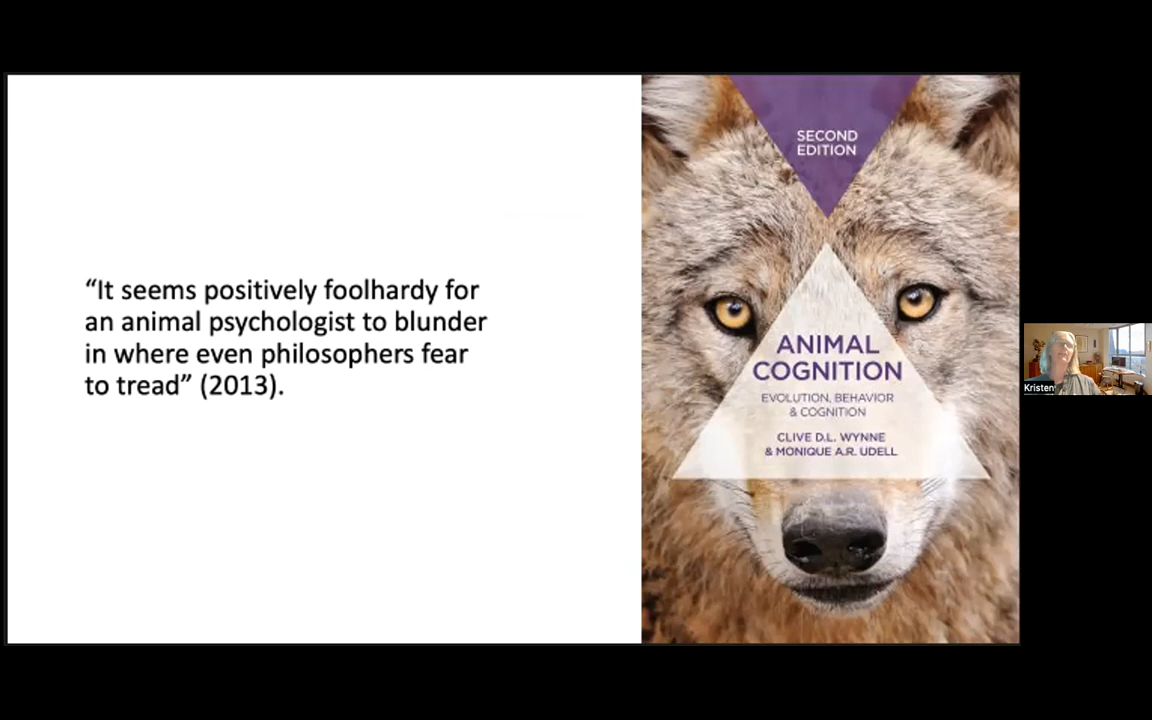 “It seems positively foolhardy for
an animal psychologist to blunder
in where even philosophers fear
to tread” (2013).
SECOND
EDITION
ANIMAL
COGNITION
EVOLUTION, BEHAVIOR
& COGNITION
CLIVE D.L. WYNNE
& MONIQUE A.R. UDELL
Kristen